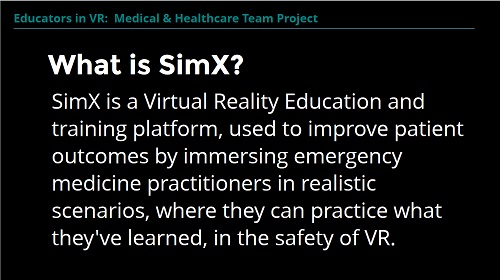 Educators in VR:  Medical & Healthcare Team Project
What is SimX?
SimX is a Virtual Reality Education and
training platform, used to improve patient
outcomes by immersing emergency
medicine practitioners in realistic
scenarios, where they can practice what
they've learned, in the safety of VR.